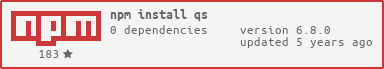 npm
npm install qs
0 dependencies
version 6.8.0
updated 5 years ago
183